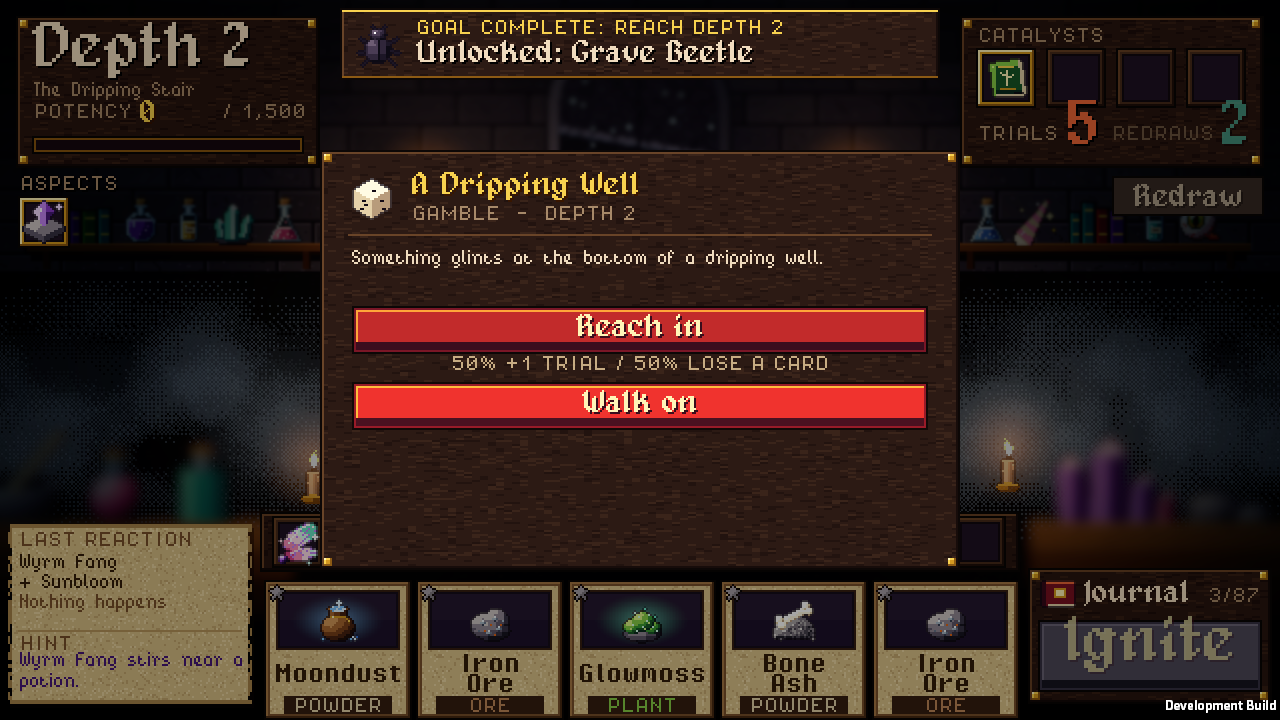 Depth 2
The Dripping Stair
POTENCY 0 / 1,500
ASPECTS
GOAL COMPLETE: REACH DEPTH 2
Unlocked: Grave Beetle
CATALYSTS
TRIALS 5 REDRAWS 2
Redraw
A Dripping Well
GAMBLE - DEPTH 2
Something glints at the bottom of a dripping well.
Reach in
50% +1 TRIAL / 50% LOSE A CARD
Walk on
LAST REACTION
Wyrm Fang
+ Sunbloom
Nothing happens
HINT
Wyrm Fang stirs near a
potion.
Moondust
POWDER
Iron
Ore
ORE
Glowmoss
PLANT
Bone
Ash
POWDER
Iron
Ore
ORE
Journal 3/87
Ignite
Development Build